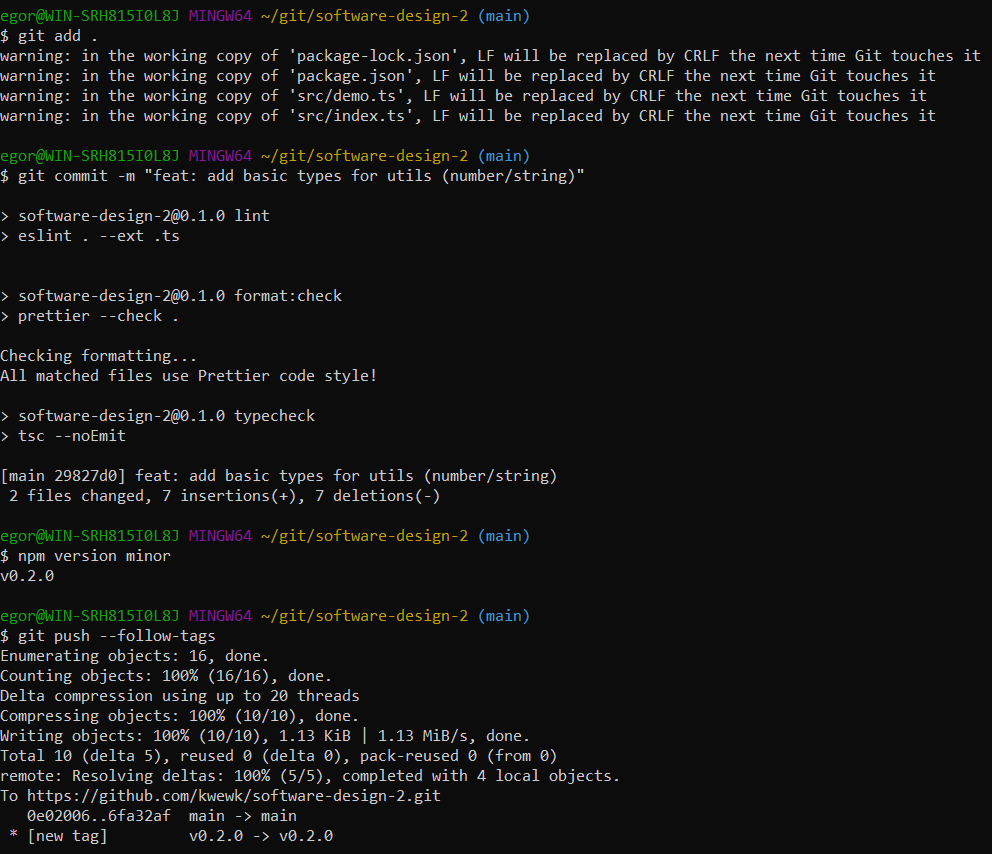 egor@WIN-SRH815I0L8J MINGW64 ~/git/software-design-2 (main)
$ git add .
warning: in the working copy of 'package-lock.json', LF will be replaced by CRLF the next time Git touches it
warning: in the working copy of 'package.json', LF will be replaced by CRLF the next time Git touches it
warning: in the working copy of 'src/demo.ts', LF will be replaced by CRLF the next time Git touches it
warning: in the working copy of 'src/index.ts', LF will be replaced by CRLF the next time Git touches it
egor@WIN-SRH815I0L8J MINGW64 ~/git/software-design-2 (main)
$ git commit -m "feat: add basic types for utils (number/string)"
> software-design-2@0.1.0 lint
> eslint . --ext .ts
> software-design-2@0.1.0 format:check
> prettier --check .
Checking formatting...
All matched files use Prettier code style!
> software-design-2@0.1.0 typecheck
> tsc --noEmit
[main 29827d0] feat: add basic types for utils (number/string)
 2 files changed, 7 insertions(+), 7 deletions(-)
egor@WIN-SRH815I0L8J MINGW64 ~/git/software-design-2 (main)
$ npm version minor
v0.2.0
egor@WIN-SRH815I0L8J MINGW64 ~/git/software-design-2 (main)
$ git push --follow-tags
Enumerating objects: 16, done.
Counting objects: 100% (16/16), done.
Delta compression using up to 20 threads
Compressing objects: 100% (10/10), done.
Writing objects: 100% (10/10), 1.13 KiB | 1.13 MiB/s, done.
Total 10 (delta 5), reused 0 (delta 0), pack-reused 0 (from 0)
remote: Resolving deltas: 100% (5/5), completed with 4 local objects.
To https://github.com/kwewk/software-design-2.git
   0e02006..6fa32af  main -> main
 * [new tag]         v0.2.0 -> v0.2.0